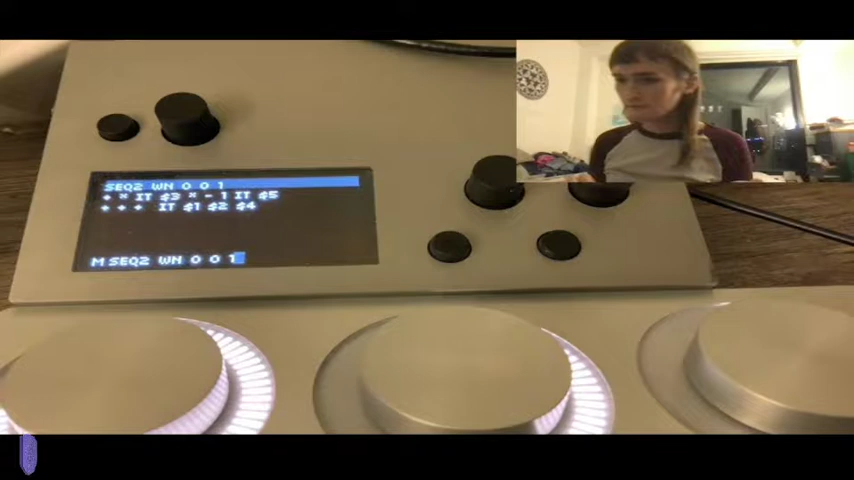 SEQ2 WN 0 0 1
+ × IT $3 × - 1 IT $5
+ + + IT $1 $2 $4
M SEQ2 WN 0 0 1